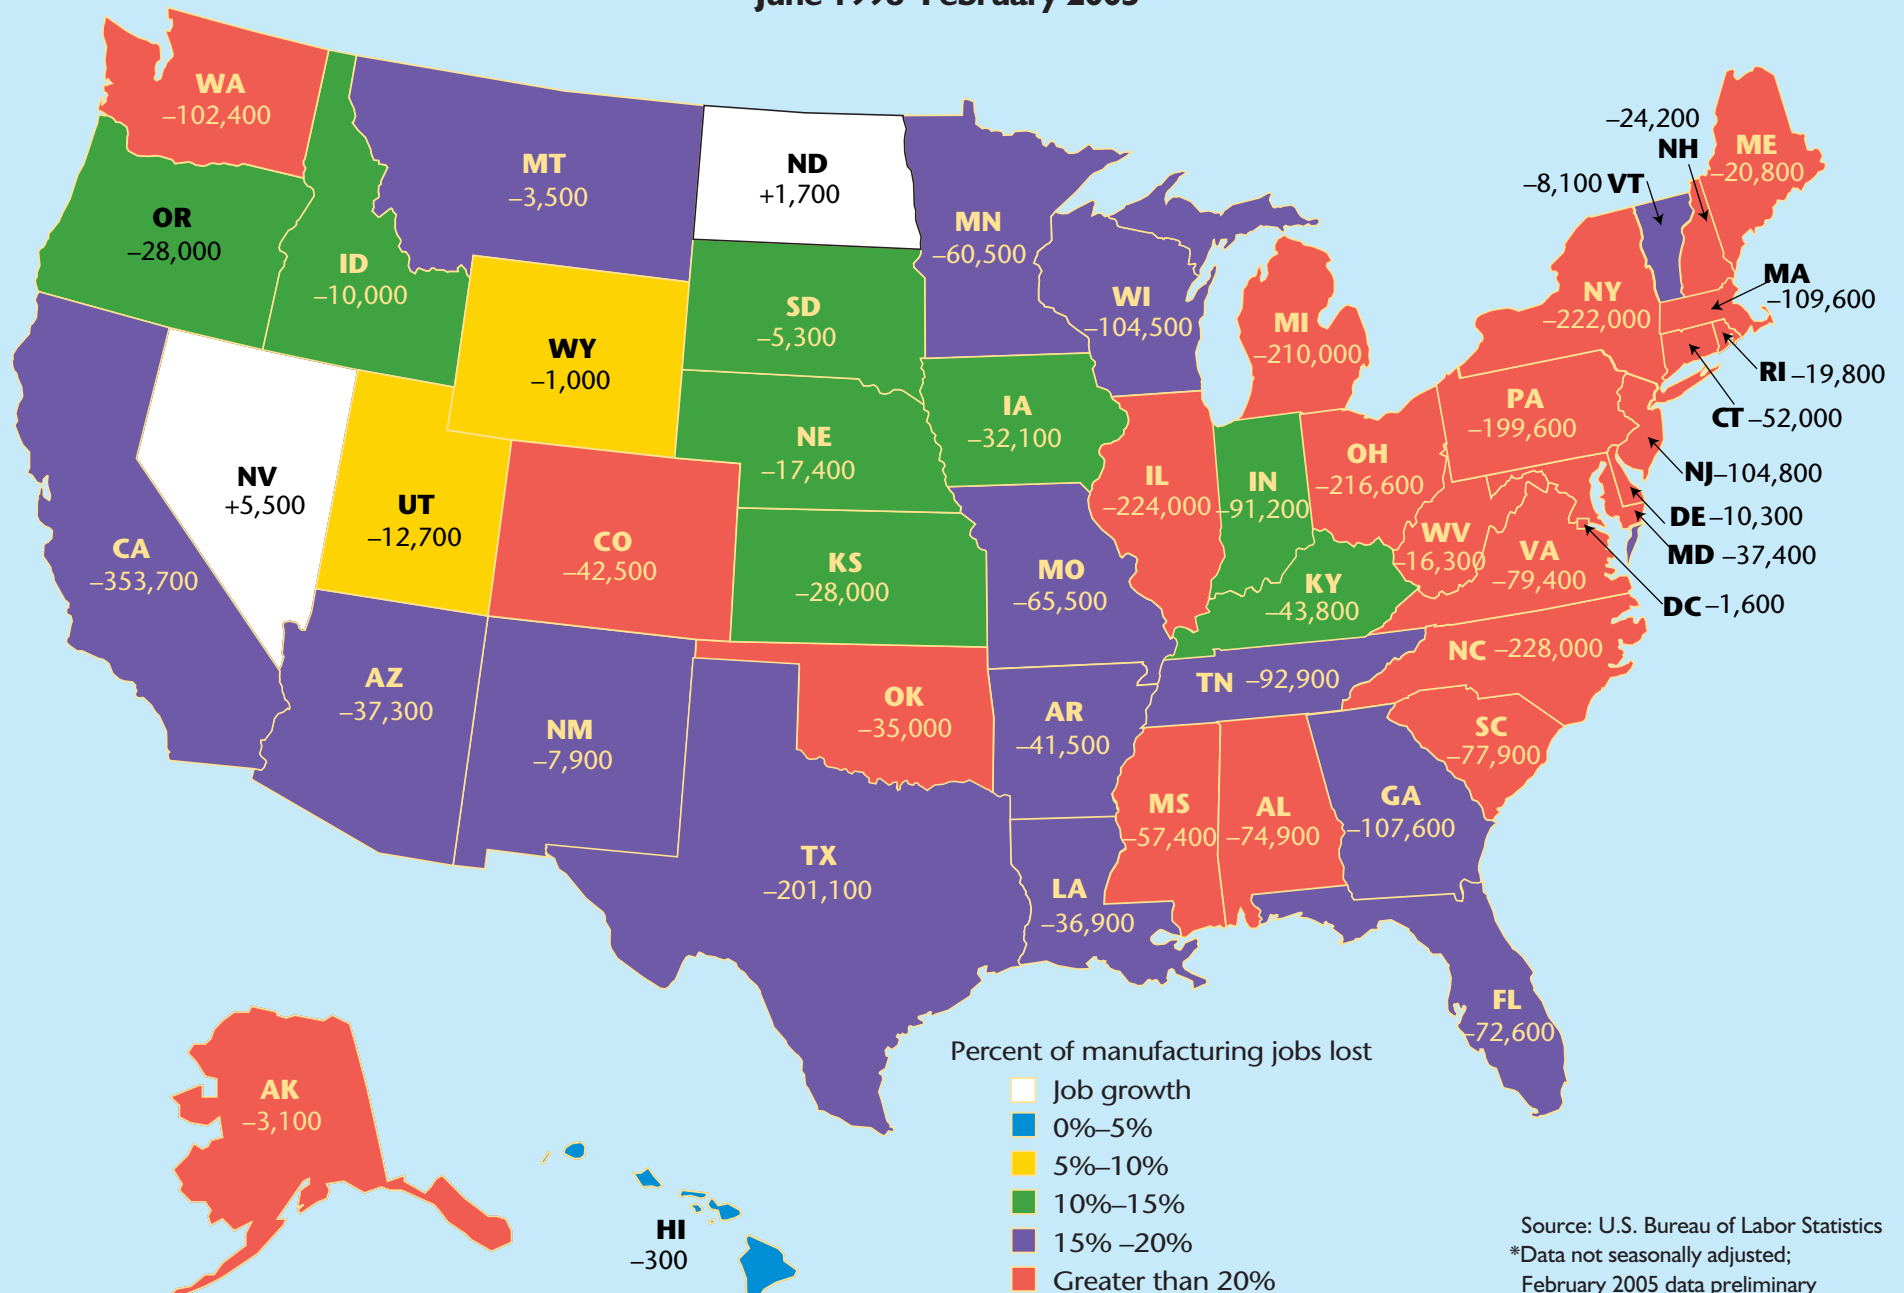 June 1998–February 2005*
WA
–102,400
OR
–28,000
ID
–10,000
MT
–3,500
ND
+1,700
MN
–60,500
SD
–5,300
WY
–1,000
WI
–104,500
MI
–210,000
NY
–222,000
–24,200
NH
–8,100 VT
ME
–20,800
MA
–109,600
RI –19,800
CT –52,000
NJ–104,800
DE –10,300
MD –37,400
DC –1,600
PA
–199,600
NE
–17,400
IA
–32,100
IL
–224,000
IN
–91,200
OH
–216,600
WV
–16,300
VA
–79,400
NV
+5,500
UT
–12,700
CA
–353,700
CO
–42,500
KS
–28,000
MO
–65,500
KY
–43,800
NC –228,000
TN –92,900
AZ
–37,300
NM
–7,900
OK
–35,000
AR
–41,500
SC
–77,900
MS
–57,400
AL
–74,900
GA
–107,600
TX
–201,100
LA
–36,900
FL
–72,600
AK
–3,100
HI
–300
Percent of manufacturing jobs lost
Job growth
0%–5%
5%–10%
10%–15%
15% –20%
Greater than 20%
Source: U.S. Bureau of Labor Statistics
*Data not seasonally adjusted;
February 2005 data preliminary